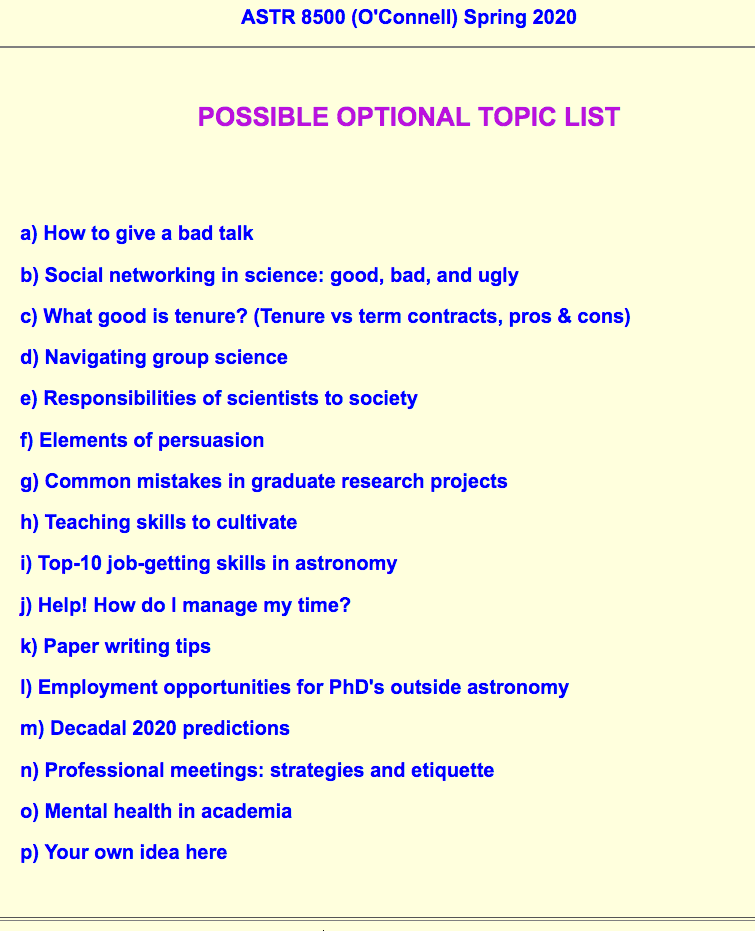 ASTR 8500 (O'Connell) Spring 2020
POSSIBLE OPTIONAL TOPIC LIST
a) How to give a bad talk
b) Social networking in science: good, bad, and ugly
c) What good is tenure? (Tenure vs term contracts, pros & cons)
d) Navigating group science
e) Responsibilities of scientists to society
f) Elements of persuasion
g) Common mistakes in graduate research projects
h) Teaching skills to cultivate
i) Top-10 job-getting skills in astronomy
j) Help! How do I manage my time?
k) Paper writing tips
l) Employment opportunities for PhD's outside astronomy
m) Decadal 2020 predictions
n) Professional meetings: strategies and etiquette
o) Mental health in academia
p) Your own idea here